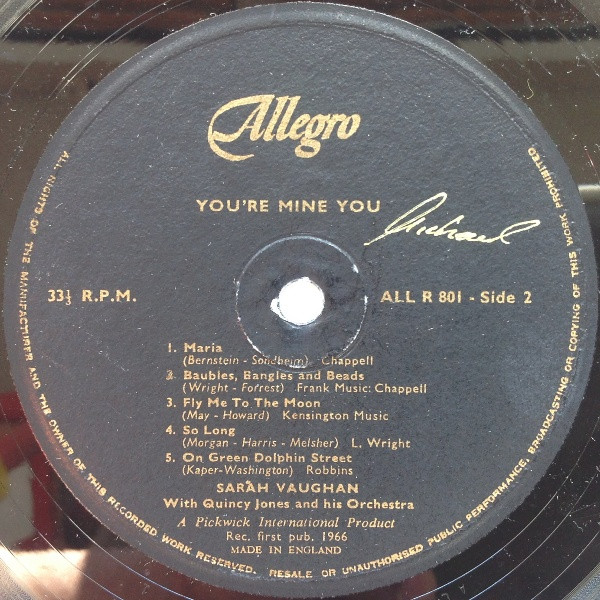 Allegro
YOU'RE MINE YOU
Richard
33⅓ R.P.M.
ALL R 801 - Side 2
1. Maria
(Bernstein - Sondheim) Chappell
2. Baubles, Bangles and Beads
(Wright - Forrest) Frank Music: Chappell
3. Fly Me To The Moon
(May - Howard) Kensington Music
4. So Long
(Morgan - Harris - Melsher) L. Wright
5. On Green Dolphin Street
(Kaper-Washington) Robbins
SARAH VAUGHAN
With Quincy Jones and his Orchestra
A Pickwick International Product
Rec. first pub. 1966
MADE IN ENGLAND
ALL RIGHTS OF THE MANUFACTURER AND THE OWNER OF THIS RECORDED WORK RESERVED. RESALE OR UNAUTHORISED PUBLIC PERFORMANCE, BROADCASTING OR COPYING OF THIS WORK PROHIBITED